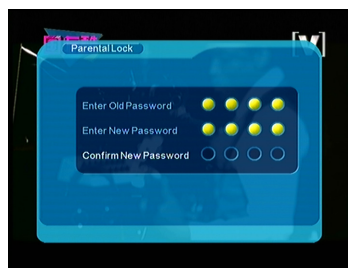 [V]
Parental Lock
Enter Old Password
Enter New Password
Confirm New Password